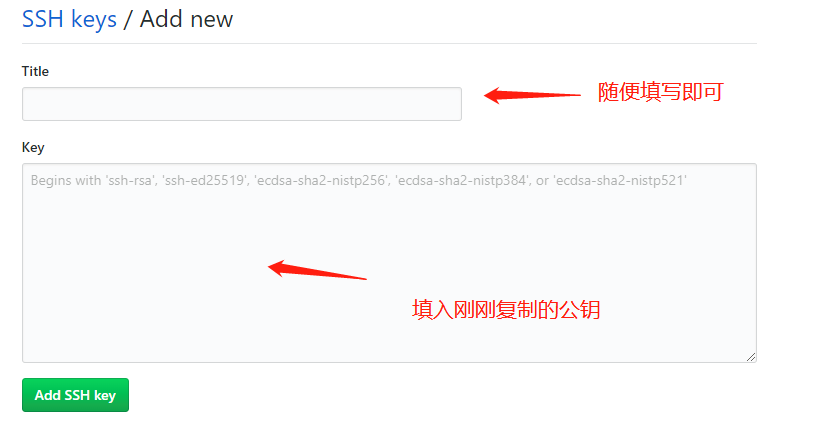 SSH keys / Add new
Title
随便填写即可
Key
Begins with 'ssh-rsa', 'ssh-ed25519', 'ecdsa-sha2-nistp256', 'ecdsa-sha2-nistp384', or 'ecdsa-sha2-nistp521'
填入刚刚复制的公钥
Add SSH key